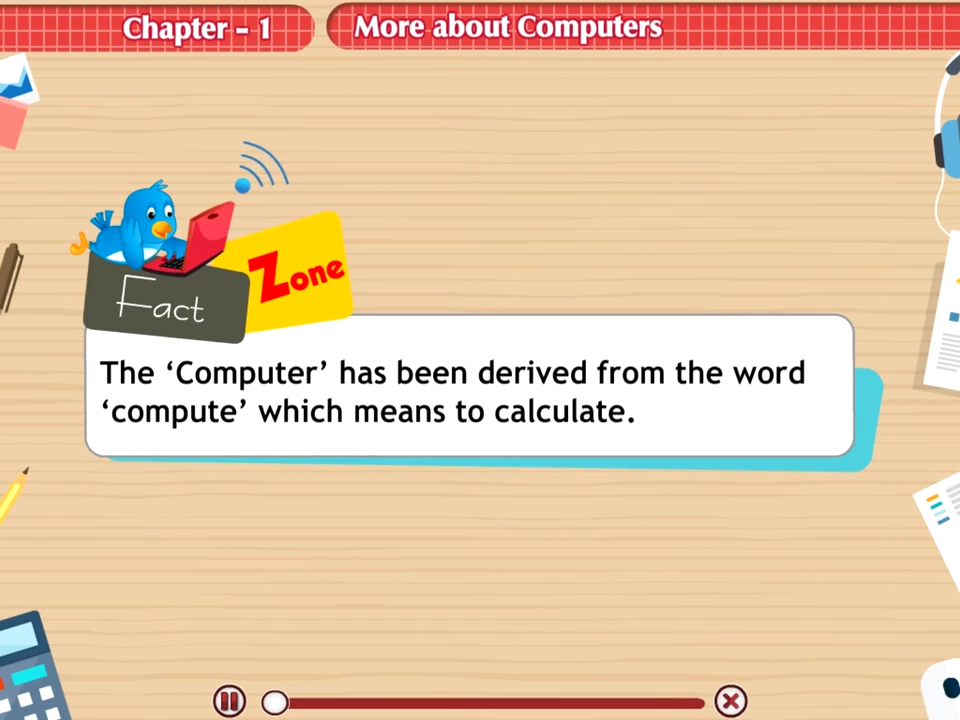 Chapter - 1
More about Computers
Fact
Zone
The ‘Computer’ has been derived from the word
‘compute’ which means to calculate.